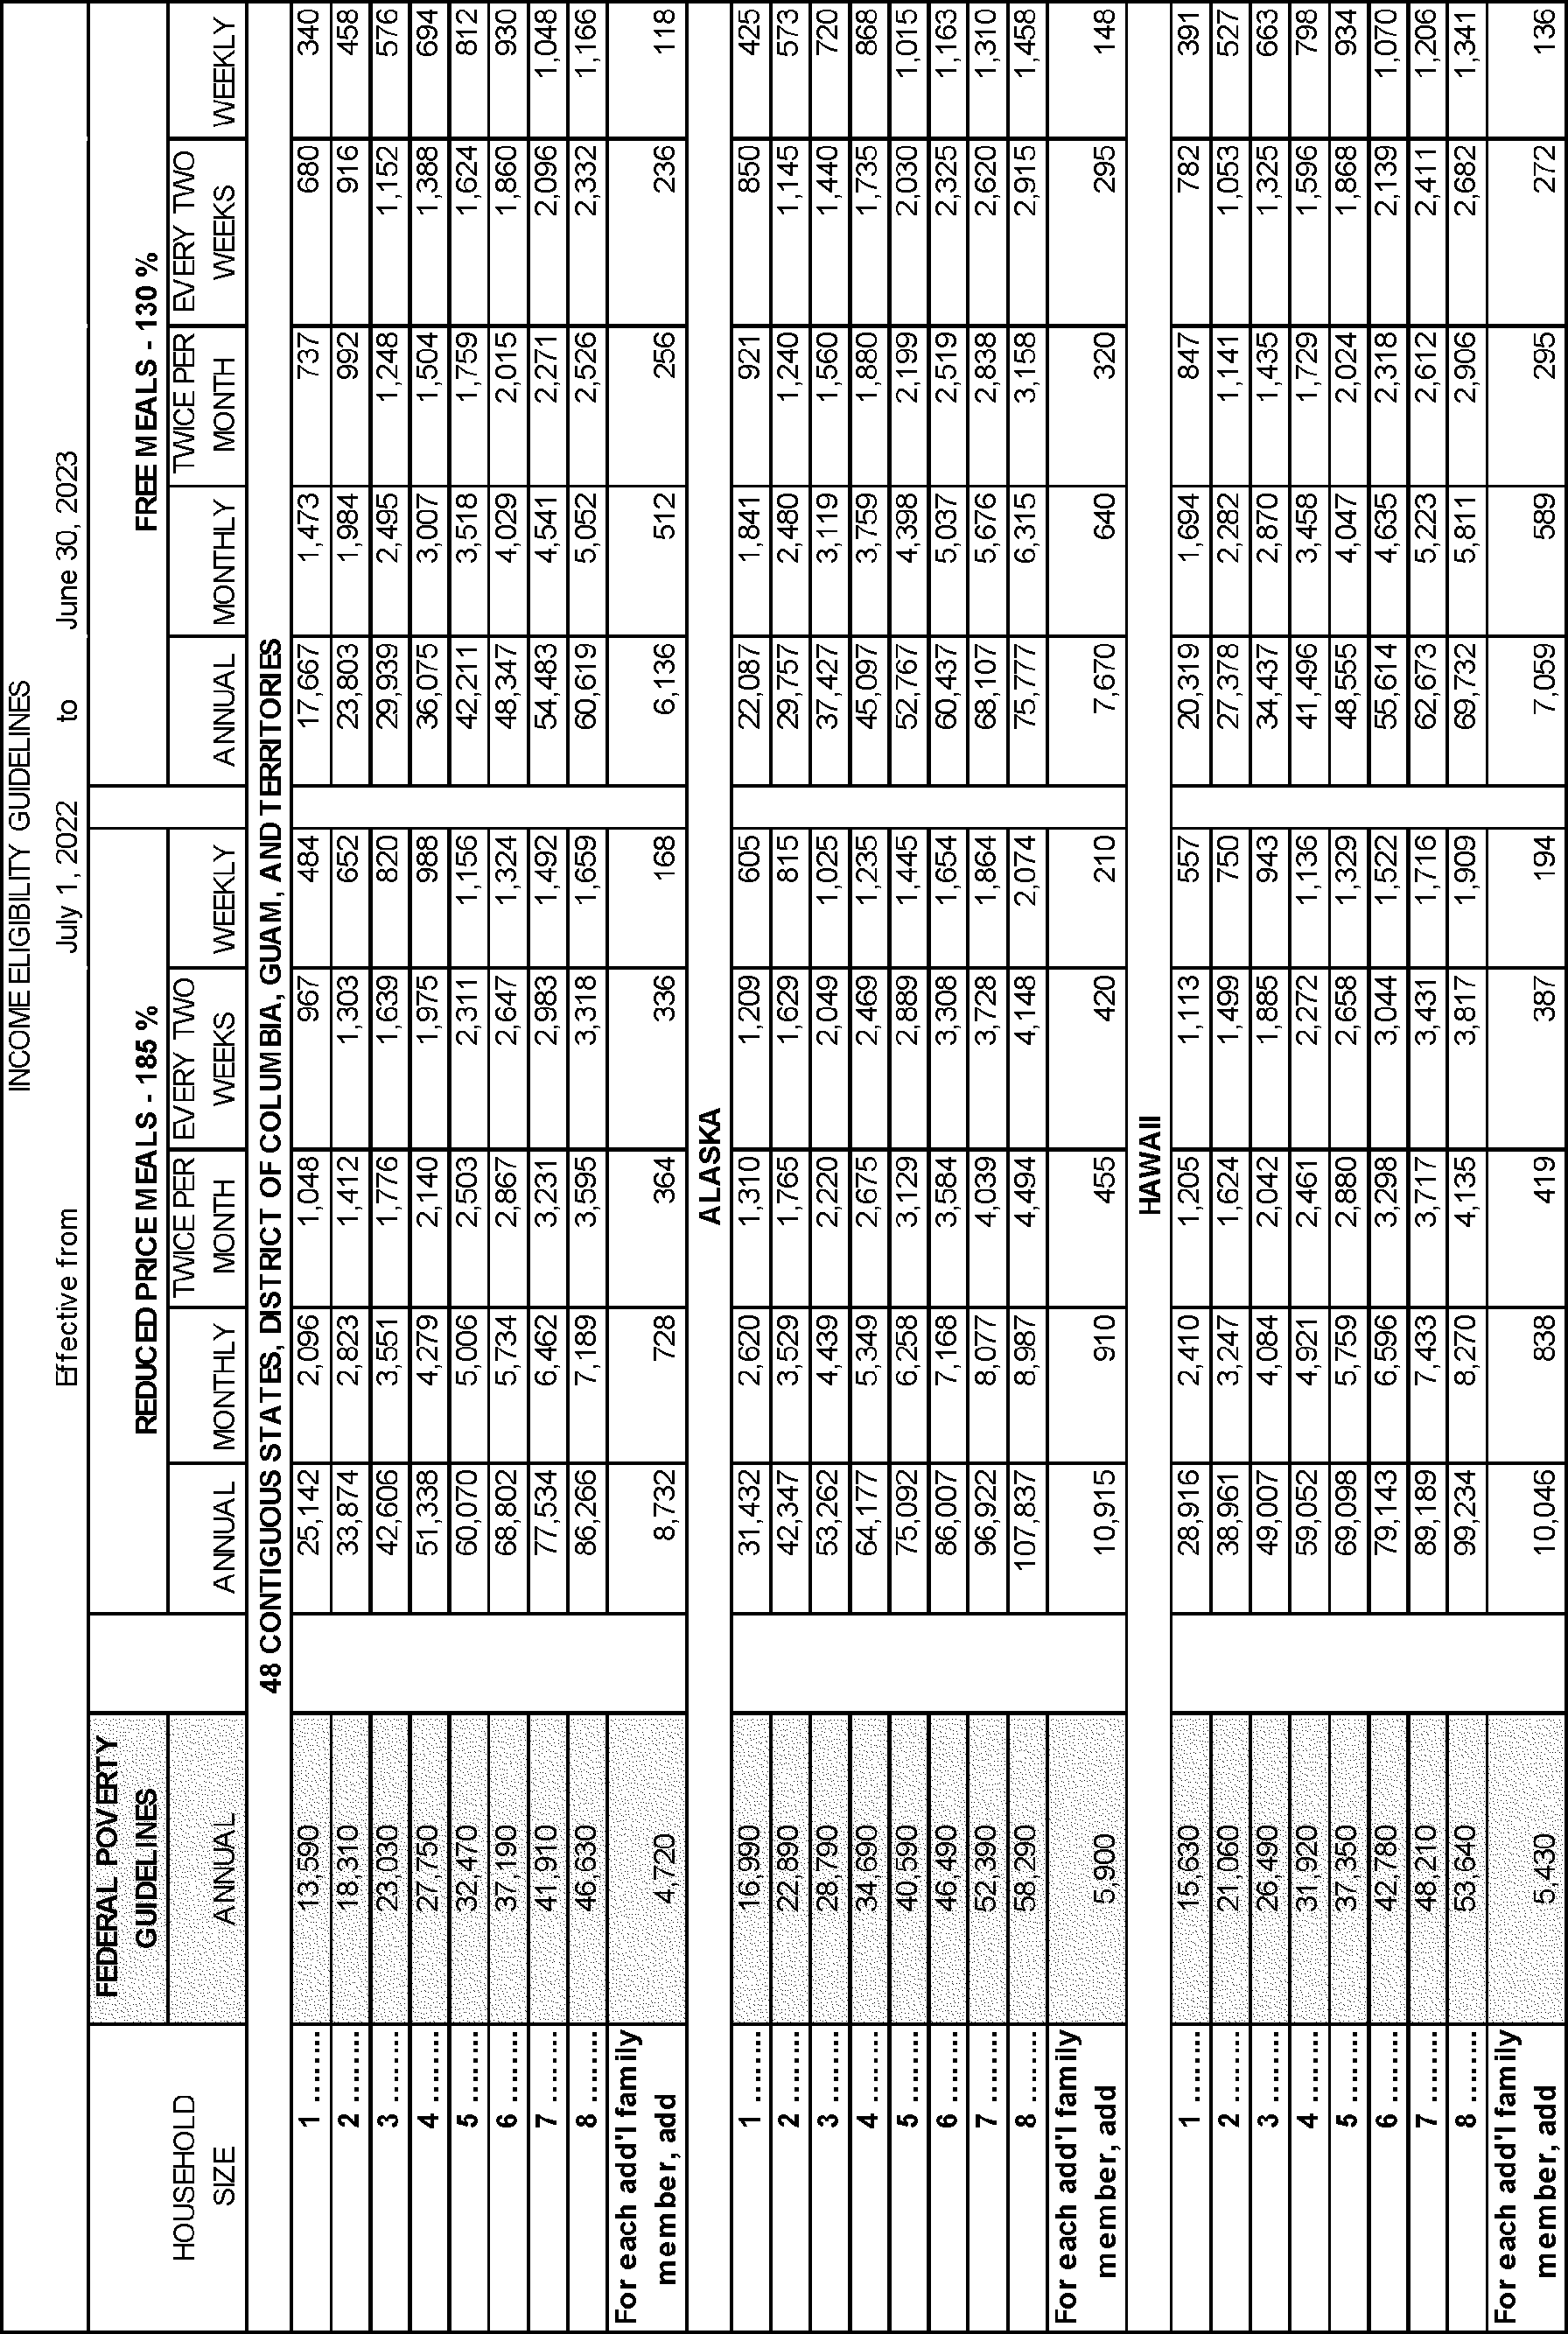 INCOME ELIGIBILITY GUIDELINES
Effective from July 1, 2022 to June 30, 2023
FEDERAL POVERTY REDUCED PRICE MEALS - 185 % FREE MEALS - 130 %
GUIDELINES
HOUSEHOLD TWICE PER EVERY TWO TWICE PER EVERY TWO
SIZE ANNUAL ANNUAL MONTHLY MONTH WEEKS WEEKLY ANNUAL MONTHLY MONTH WEEKS WEEKLY
48 CONTIGUOUS STATES, DISTRICT OF COLUMBIA, GUAM, AND TERRITORIES
1 ........ 13,590 25,142 2,096 1,048 967 484 17,667 1,473 737 680 340
2 ........ 18,310 33,874 2,823 1,412 1,303 652 23,803 1,984 992 916 458
3 ........ 23,030 42,606 3,551 1,776 1,639 820 29,939 2,495 1,248 1,152 576
4 ........ 27,750 51,338 4,279 2,140 1,975 988 36,075 3,007 1,504 1,388 694
5 ........ 32,470 60,070 5,006 2,503 2,311 1,156 42,211 3,518 1,759 1,624 812
6 ........ 37,190 68,802 5,734 2,867 2,647 1,324 48,347 4,029 2,015 1,860 930
7 ........ 41,910 77,534 6,462 3,231 2,983 1,492 54,483 4,541 2,271 2,096 1,048
8 ........ 46,630 86,266 7,189 3,595 3,318 1,659 60,619 5,052 2,526 2,332 1,166
For each add'l family
member, add 4,720 8,732 728 364 336 168 6,136 512 256 236 118
ALASKA
1 ........ 16,990 31,432 2,620 1,310 1,209 605 22,087 1,841 921 850 425
2 ........ 22,890 42,347 3,529 1,765 1,629 815 29,757 2,480 1,240 1,145 573
3 ........ 28,790 53,262 4,439 2,220 2,049 1,025 37,427 3,119 1,560 1,440 720
4 ........ 34,690 64,177 5,349 2,675 2,469 1,235 45,097 3,759 1,880 1,735 868
5 ........ 40,590 75,092 6,258 3,129 2,889 1,445 52,767 4,398 2,199 2,030 1,015
6 ........ 46,490 86,007 7,168 3,584 3,308 1,654 60,437 5,037 2,519 2,325 1,163
7 ........ 52,390 96,922 8,077 4,039 3,728 1,864 68,107 5,676 2,838 2,620 1,310
8 ........ 58,290 107,837 8,987 4,494 4,148 2,074 75,777 6,315 3,158 2,915 1,458
For each add'l family
member, add 5,900 10,915 910 455 420 210 7,670 640 320 295 148
HAWAII
1 ........ 15,630 28,916 2,410 1,205 1,113 557 20,319 1,694 847 782 391
2 ........ 21,060 38,961 3,247 1,624 1,499 750 27,378 2,282 1,141 1,053 527
3 ........ 26,490 49,007 4,084 2,042 1,885 943 34,437 2,870 1,435 1,325 663
4 ........ 31,920 59,052 4,921 2,461 2,272 1,136 41,496 3,458 1,729 1,596 798
5 ........ 37,350 69,098 5,759 2,880 2,658 1,329 48,555 4,047 2,024 1,868 934
6 ........ 42,780 79,143 6,596 3,298 3,044 1,522 55,614 4,635 2,318 2,139 1,070
7 ........ 48,210 89,189 7,433 3,717 3,431 1,716 62,673 5,223 2,612 2,411 1,206
8 ........ 53,640 99,234 8,270 4,135 3,817 1,909 69,732 5,811 2,906 2,682 1,341
For each add'l family
member, add 5,430 10,046 838 419 387 194 7,059 589 295 272 136